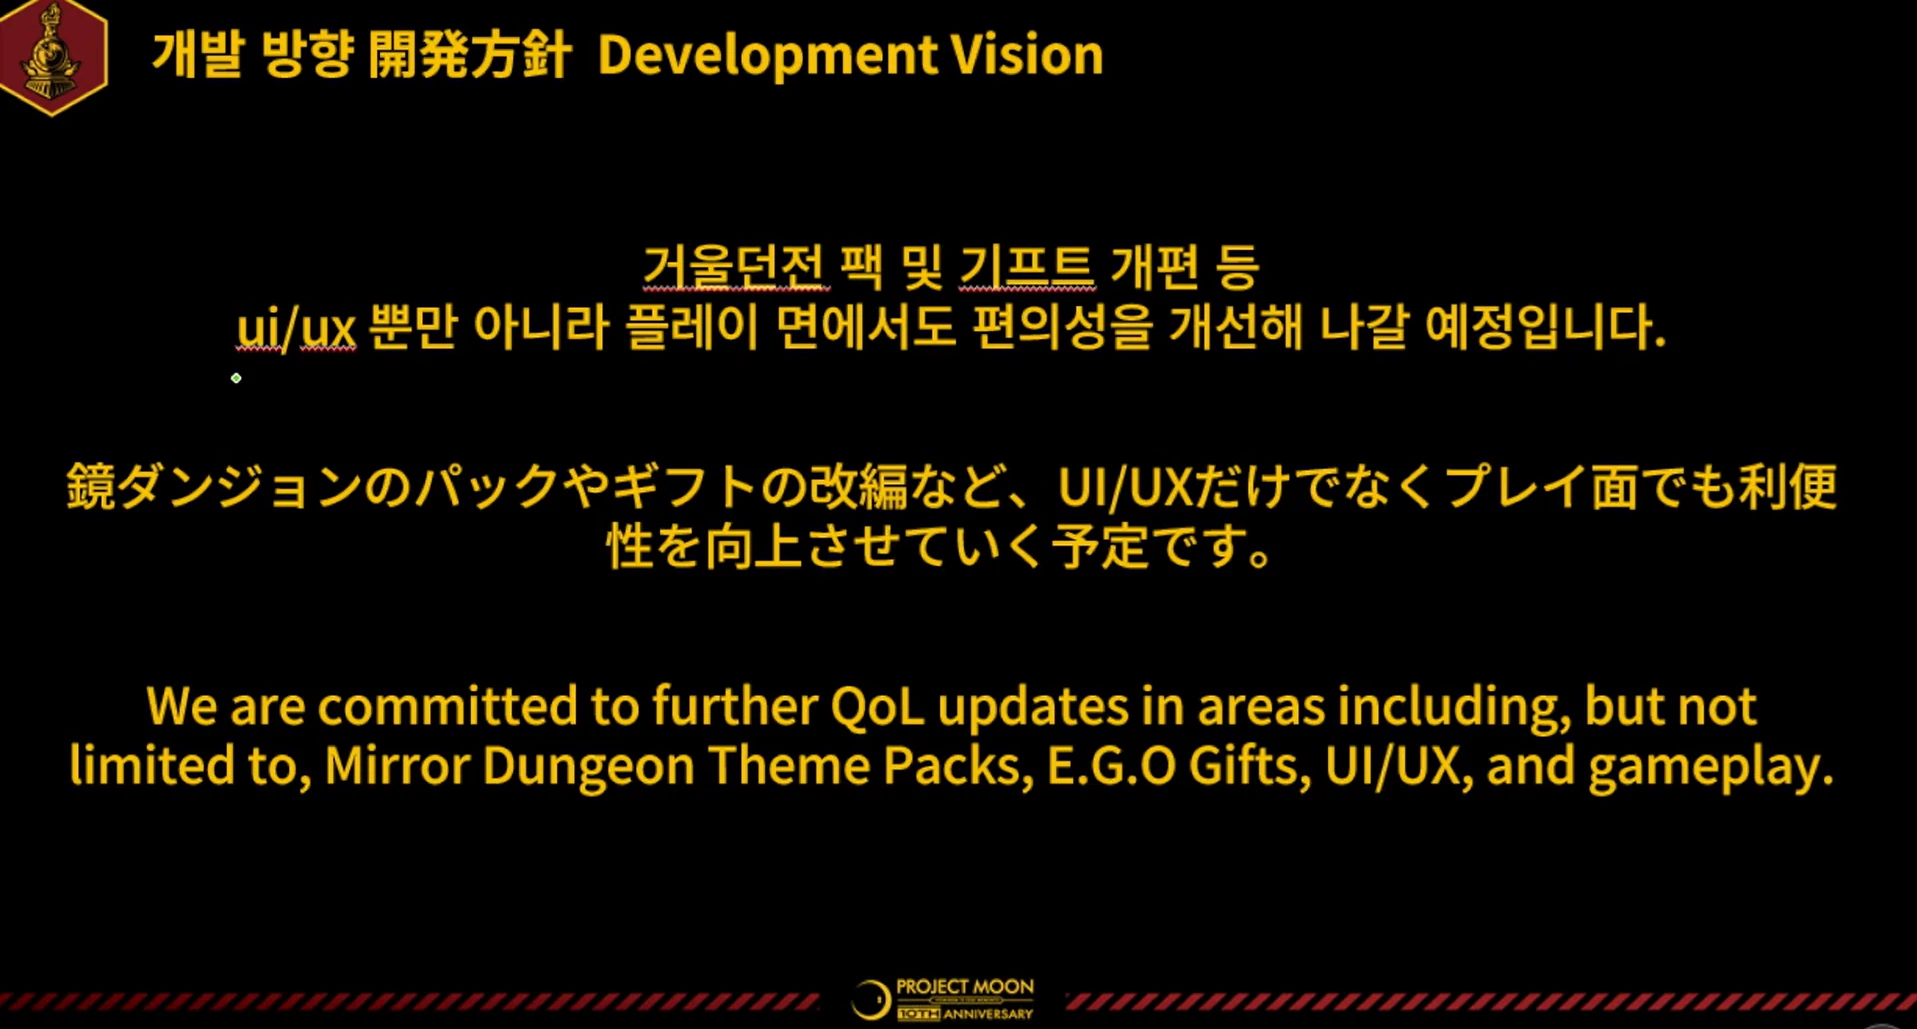 개발 방향 開発方針 Development Vision
거울던전 팩 및 기프트 개편 등
ui/ux 뿐만 아니라 플레이 면에서도 편의성을 개선해 나갈 예정입니다.
鏡ダンジョンのパックやギフトの改編など、UI/UXだけでなくプレイ面でも利便
性を向上させていく予定です。
We are committed to further QoL updates in areas including, but not
limited to, Mirror Dungeon Theme Packs, E.G.O Gifts, UI/UX, and gameplay.
PROJECT MOON
10TH ANNIVERSARY